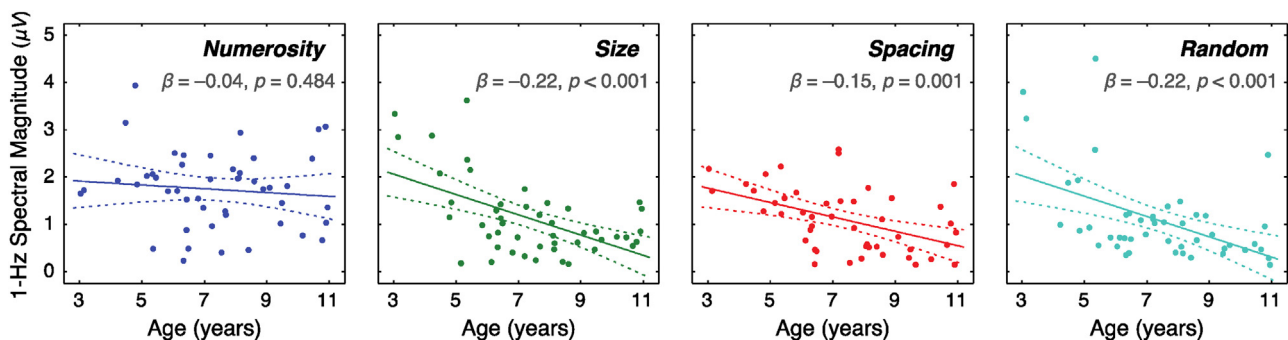 1-Hz Spectral Magnitude (µV)
5
4
3
2
1
0
Numerosity
β = –0.04, p = 0.484
3 5 7 9 11
Age (years)
Size
β = –0.22, p < 0.001
3 5 7 9 11
Age (years)
Spacing
β = –0.15, p = 0.001
3 5 7 9 11
Age (years)
Random
β = –0.22, p < 0.001
3 5 7 9 11
Age (years)